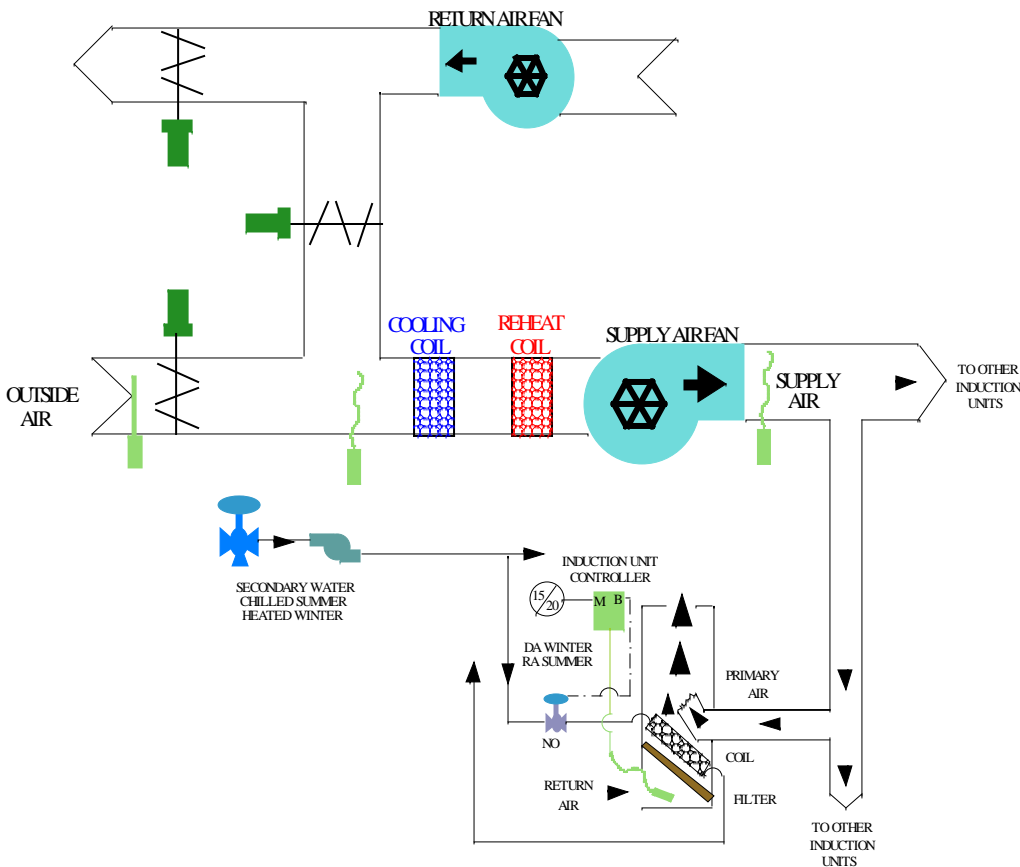 RETURN AIR FAN
COOLING
COIL
REHEAT
COIL
SUPPLY AIR FAN
OUTSIDE
AIR
SUPPLY
AIR
TO OTHER
INDUCTION
UNITS
SECONDARY WATER
CHILLED SUMMER
HEATED WINTER
INDUCTION UNIT
CONTROLLER
15/20
M B
DA WINTER
RA SUMMER
PRIMARY
AIR
NO
COIL
RETURN
AIR
FILTER
TO OTHER
INDUCTION
UNITS